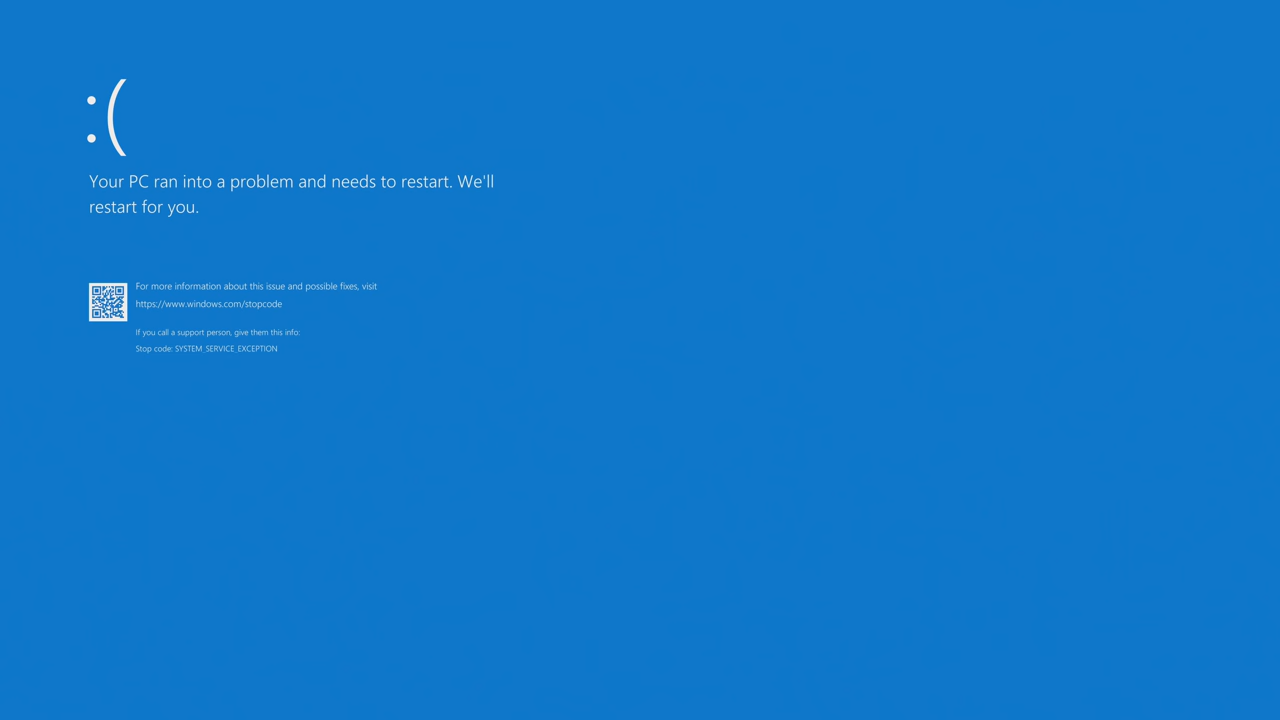 :(
Your PC ran into a problem and needs to restart. We'll
restart for you.
For more information about this issue and possible fixes, visit
https://www.windows.com/stopcode
If you call a support person, give them this info:
Stop code: SYSTEM_SERVICE_EXCEPTION